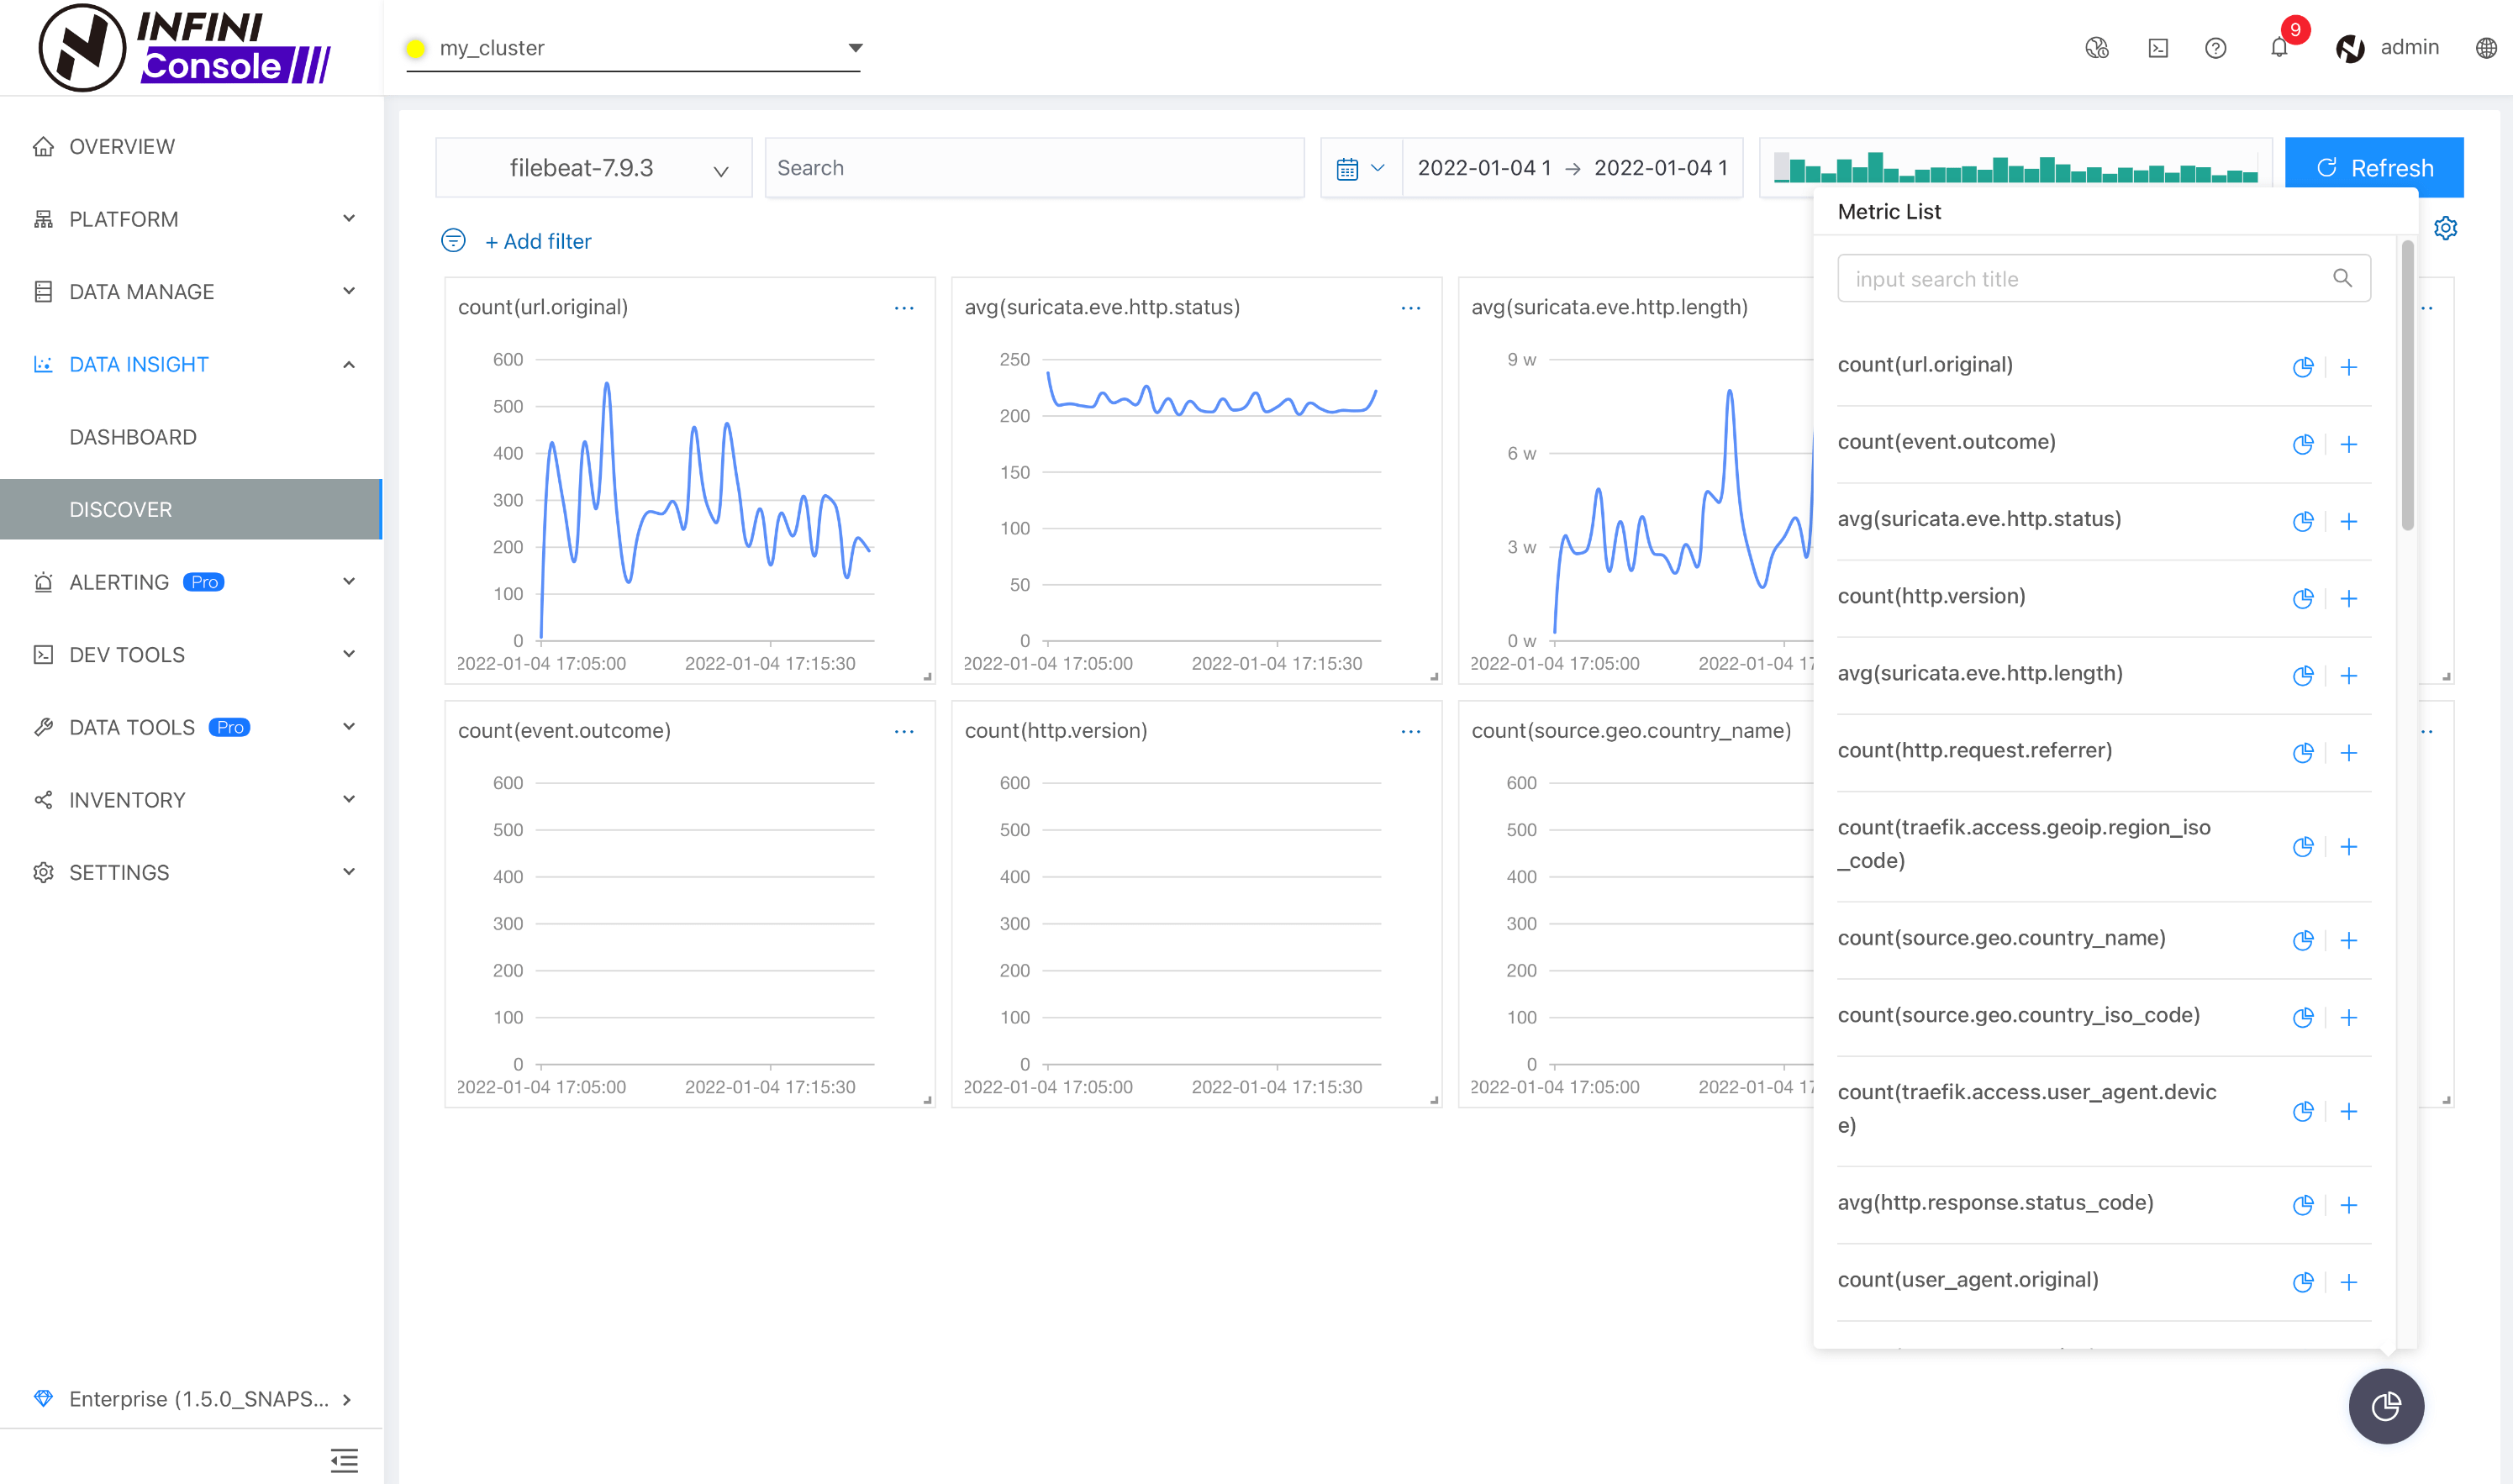 INFINI
Console
my_cluster
9
admin
OVERVIEW
PLATFORM
DATA MANAGE
DATA INSIGHT
DASHBOARD
DISCOVER
ALERTING Pro
DEV TOOLS
DATA TOOLS Pro
INVENTORY
SETTINGS
Enterprise (1.5.0_SNAPS...
filebeat-7.9.3
Search
2022-01-04 1 → 2022-01-04 1
Refresh
+ Add filter
count(url.original)
600
500
400
300
200
100
0
2022-01-04 17:05:00 2022-01-04 17:15:30
avg(suricata.eve.http.status)
250
200
150
100
50
0
2022-01-04 17:05:00 2022-01-04 17:15:30
avg(suricata.eve.http.length)
9 w
6 w
3 w
0 w
2022-01-04 17:05:00 2022-01-04 17
count(event.outcome)
600
500
400
300
200
100
0
2022-01-04 17:05:00 2022-01-04 17:15:30
count(http.version)
600
500
400
300
200
100
0
2022-01-04 17:05:00 2022-01-04 17:15:30
count(source.geo.country_name)
600
500
400
300
200
100
0
2022-01-04 17:05:00 2022-01-04 17
Metric List
input search title
count(url.original)
count(event.outcome)
avg(suricata.eve.http.status)
count(http.version)
avg(suricata.eve.http.length)
count(http.request.referrer)
count(traefik.access.geoip.region_iso
_code)
count(source.geo.country_name)
count(source.geo.country_iso_code)
count(traefik.access.user_agent.devic
e)
avg(http.response.status_code)
count(user_agent.original)